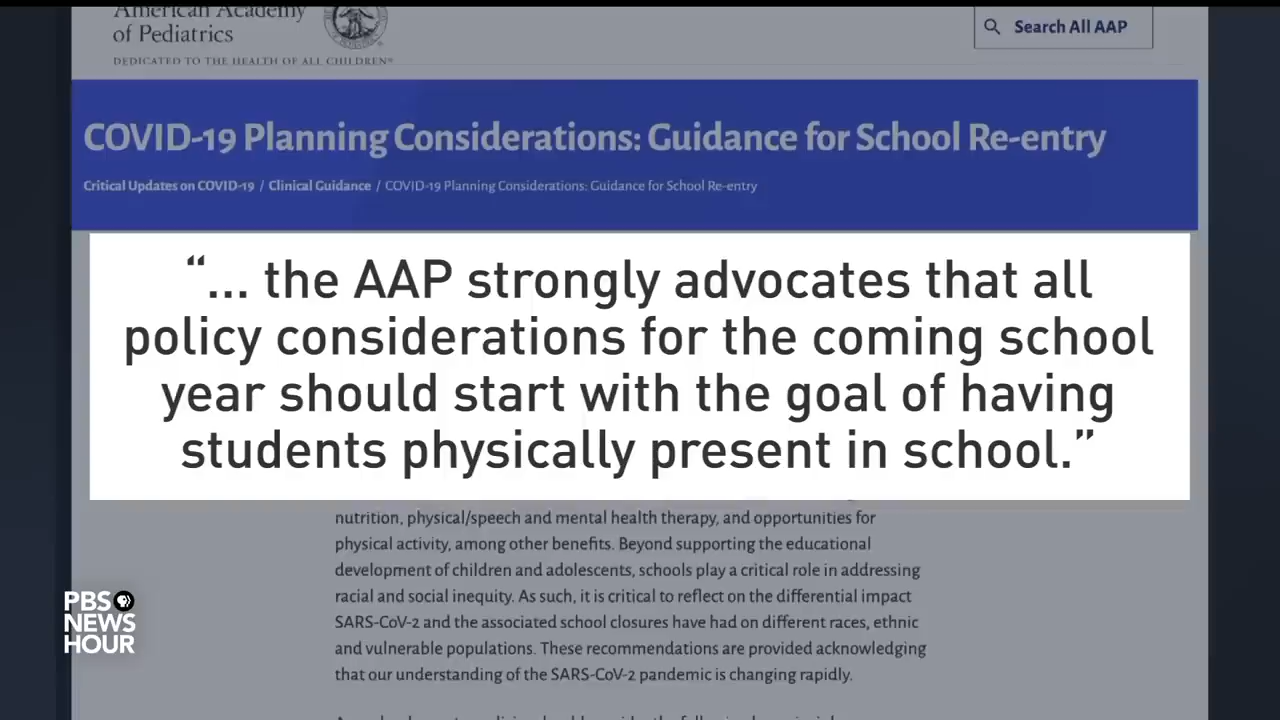 American Academy
of Pediatrics
DEDICATED TO THE HEALTH OF ALL CHILDREN®
Search All AAP
COVID-19 Planning Considerations: Guidance for School Re-entry
Critical Updates on COVID-19 / Clinical Guidance / COVID-19 Planning Considerations: Guidance for School Re-entry
“... the AAP strongly advocates that all
policy considerations for the coming school
year should start with the goal of having
students physically present in school.”
nutrition, physical/speech and mental health therapy, and opportunities for
physical activity, among other benefits. Beyond supporting the educational
development of children and adolescents, schools play a critical role in addressing
racial and social inequity. As such, it is critical to reflect on the differential impact
SARS-CoV-2 and the associated school closures have had on different races, ethnic
and vulnerable populations. These recommendations are provided acknowledging
that our understanding of the SARS-CoV-2 pandemic is changing rapidly.
PBS
NEWS
HOUR